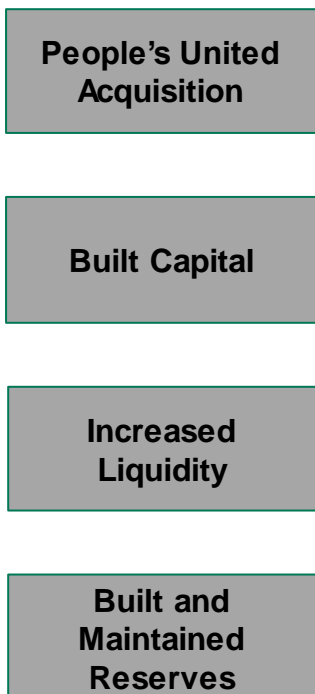 People’s United
Acquisition
Built Capital
Increased
Liquidity
Built and
Maintained
Reserves